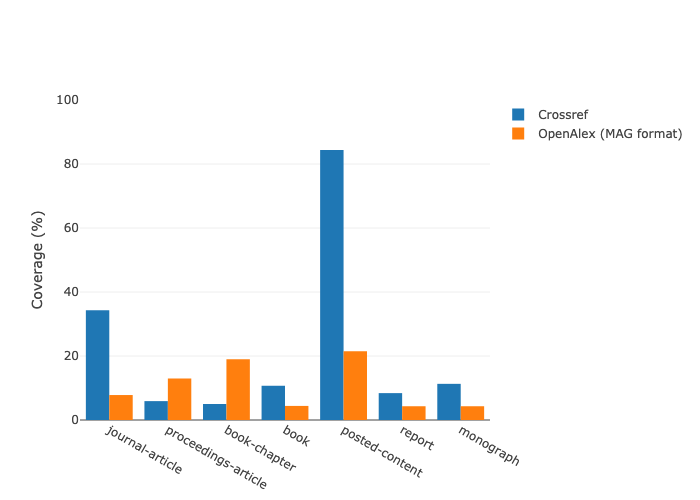 100
80
60
40
20
0
Coverage (%)
journal-article
proceedings-article
book-chapter
book
posted-content
report
monograph
Crossref
OpenAlex (MAG format)